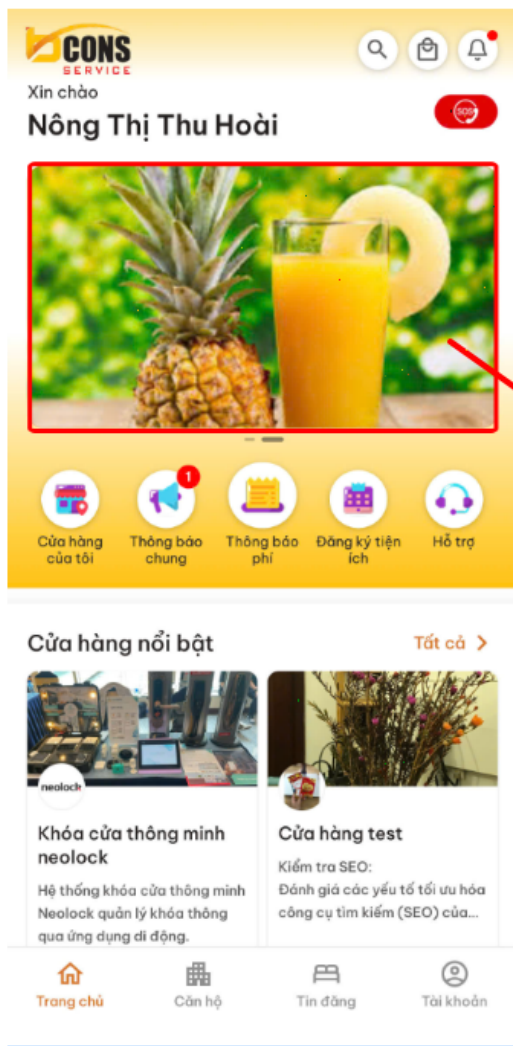 bCONS
SERVICE
Xin chào
Nông Thị Thu Hoài
SOS
1
Cửa hàng
của tôi
Thông báo
chung
Thông báo
phí
Đăng ký tiện
ích
Hỗ trợ
Cửa hàng nổi bật
Tất cả
neolock
Khóa cửa thông minh
neolock
Hệ thống khóa cửa thông minh
Neolock quản lý khóa thông
qua ứng dụng di động.
Cửa hàng test
Kiểm tra SEO:
Đánh giá các yếu tố tối ưu hóa
công cụ tìm kiếm (SEO) của...
Trang chủ
Căn hộ
Tin đăng
Tài khoản